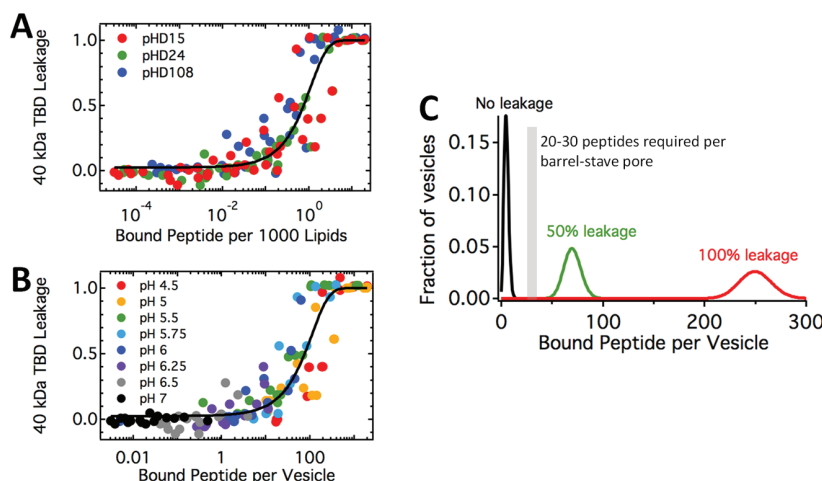 A
pHD15
pHD24
pHD108
40 kDa TBD Leakage
1.0
0.5
0.0
10⁻⁴
10⁻²
10⁰
Bound Peptide per 1000 Lipids
B
pH 4.5
pH 5
pH 5.5
pH 5.75
pH 6
pH 6.25
pH 6.5
pH 7
40 kDa TBD Leakage
1.0
0.5
0.0
0.01
1
100
Bound Peptide per Vesicle
C
No leakage
20-30 peptides required per
barrel-stave pore
50% leakage
100% leakage
Fraction of vesicles
0.15
0.10
0.05
0.00
0
100
200
300
Bound Peptide per Vesicle